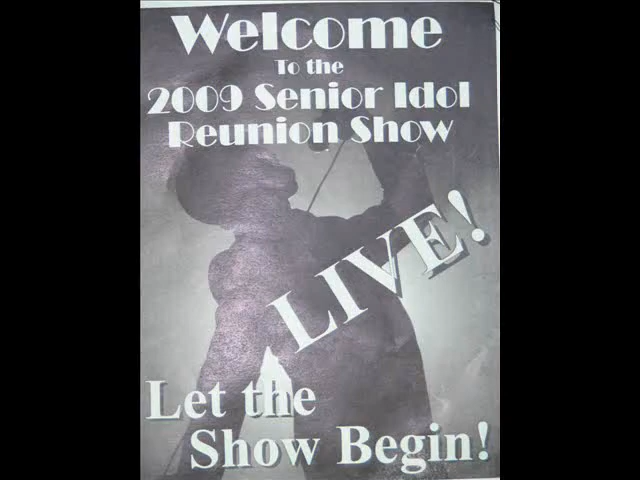 Welcome
To the
2009 Senior Idol
Reunion Show
LIVE!
Let the
Show Begin!